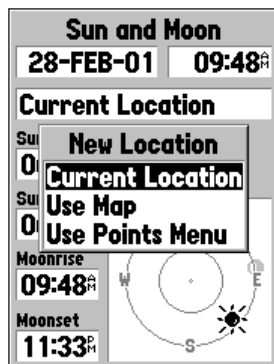 Sun and Moon
28-FEB-01 09:48AM
Current Location
New Location
Current Location
Use Map
Use Points Menu
Moonrise
09:48AM
Moonset
11:33PM
W
E
S